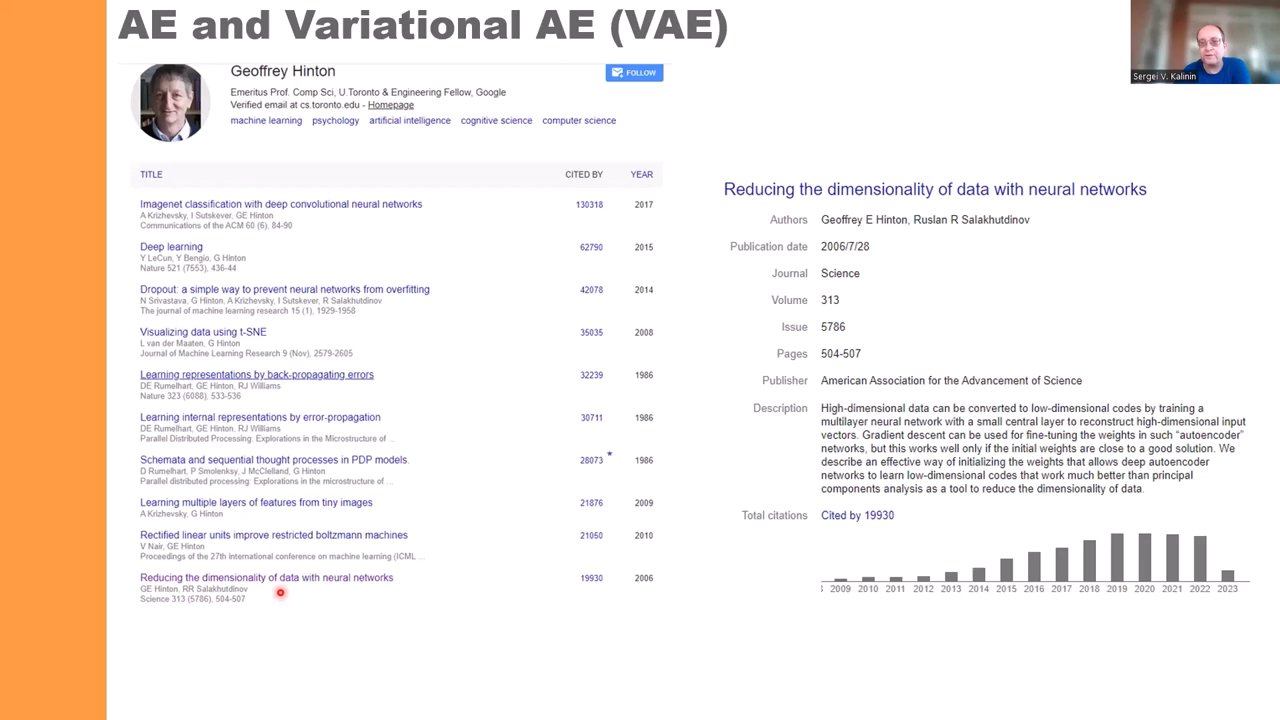 AE and Variational AE (VAE)
Sergei V. Kalinin
Geoffrey Hinton
FOLLOW
Emeritus Prof. Comp Sci, U.Toronto & Engineering Fellow, Google
Verified email at cs.toronto.edu - Homepage
machine learning psychology artificial intelligence cognitive science computer science
TITLE CITED BY YEAR
Imagenet classification with deep convolutional neural networks 130318 2017
A Krizhevsky, I Sutskever, GE Hinton
Communications of the ACM 60 (6), 84-90
Deep learning 62790 2015
Y LeCun, Y Bengio, G Hinton
Nature 521 (7553), 436-44
Dropout: a simple way to prevent neural networks from overfitting 42078 2014
N Srivastava, G Hinton, A Krizhevsky, I Sutskever, R Salakhutdinov
The journal of machine learning research 15 (1), 1929-1958
Visualizing data using t-SNE 35035 2008
L van der Maaten, G Hinton
Journal of Machine Learning Research 9 (Nov), 2579-2605
Learning representations by back-propagating errors 32239 1986
DE Rumelhart, GE Hinton, RJ Williams
Nature 323 (6088), 533-536
Learning internal representations by error-propagation 30711 1986
DE Rumelhart, GE Hinton, RJ Williams
Parallel Distributed Processing: Explorations in the Microstructure of ...
Schemata and sequential thought processes in PDP models. 28073 * 1986
D Rumelhart, P Smolensky, J McClelland, G Hinton
Parallel distributed processing: Explorations in the microstructure of ...
Learning multiple layers of features from tiny images 21876 2009
A Krizhevsky, G Hinton
Rectified linear units improve restricted boltzmann machines 21050 2010
V Nair, GE Hinton
Proceedings of the 27th international conference on machine learning (ICML ...
Reducing the dimensionality of data with neural networks 19930 2006
GE Hinton, RR Salakhutdinov
Science 313 (5786), 504-507
Reducing the dimensionality of data with neural networks
Authors Geoffrey E Hinton, Ruslan R Salakhutdinov
Publication date 2006/7/28
Journal Science
Volume 313
Issue 5786
Pages 504-507
Publisher American Association for the Advancement of Science
Description High-dimensional data can be converted to low-dimensional codes by training a
multilayer neural network with a small central layer to reconstruct high-dimensional input
vectors. Gradient descent can be used for fine-tuning the weights in such “autoencoder”
networks, but this works well only if the initial weights are close to a good solution. We
describe an effective way of initializing the weights that allows deep autoencoder
networks to learn low-dimensional codes that work much better than principal
components analysis as a tool to reduce the dimensionality of data.
Total citations Cited by 19930
2009 2010 2011 2012 2013 2014 2015 2016 2017 2018 2019 2020 2021 2022 2023